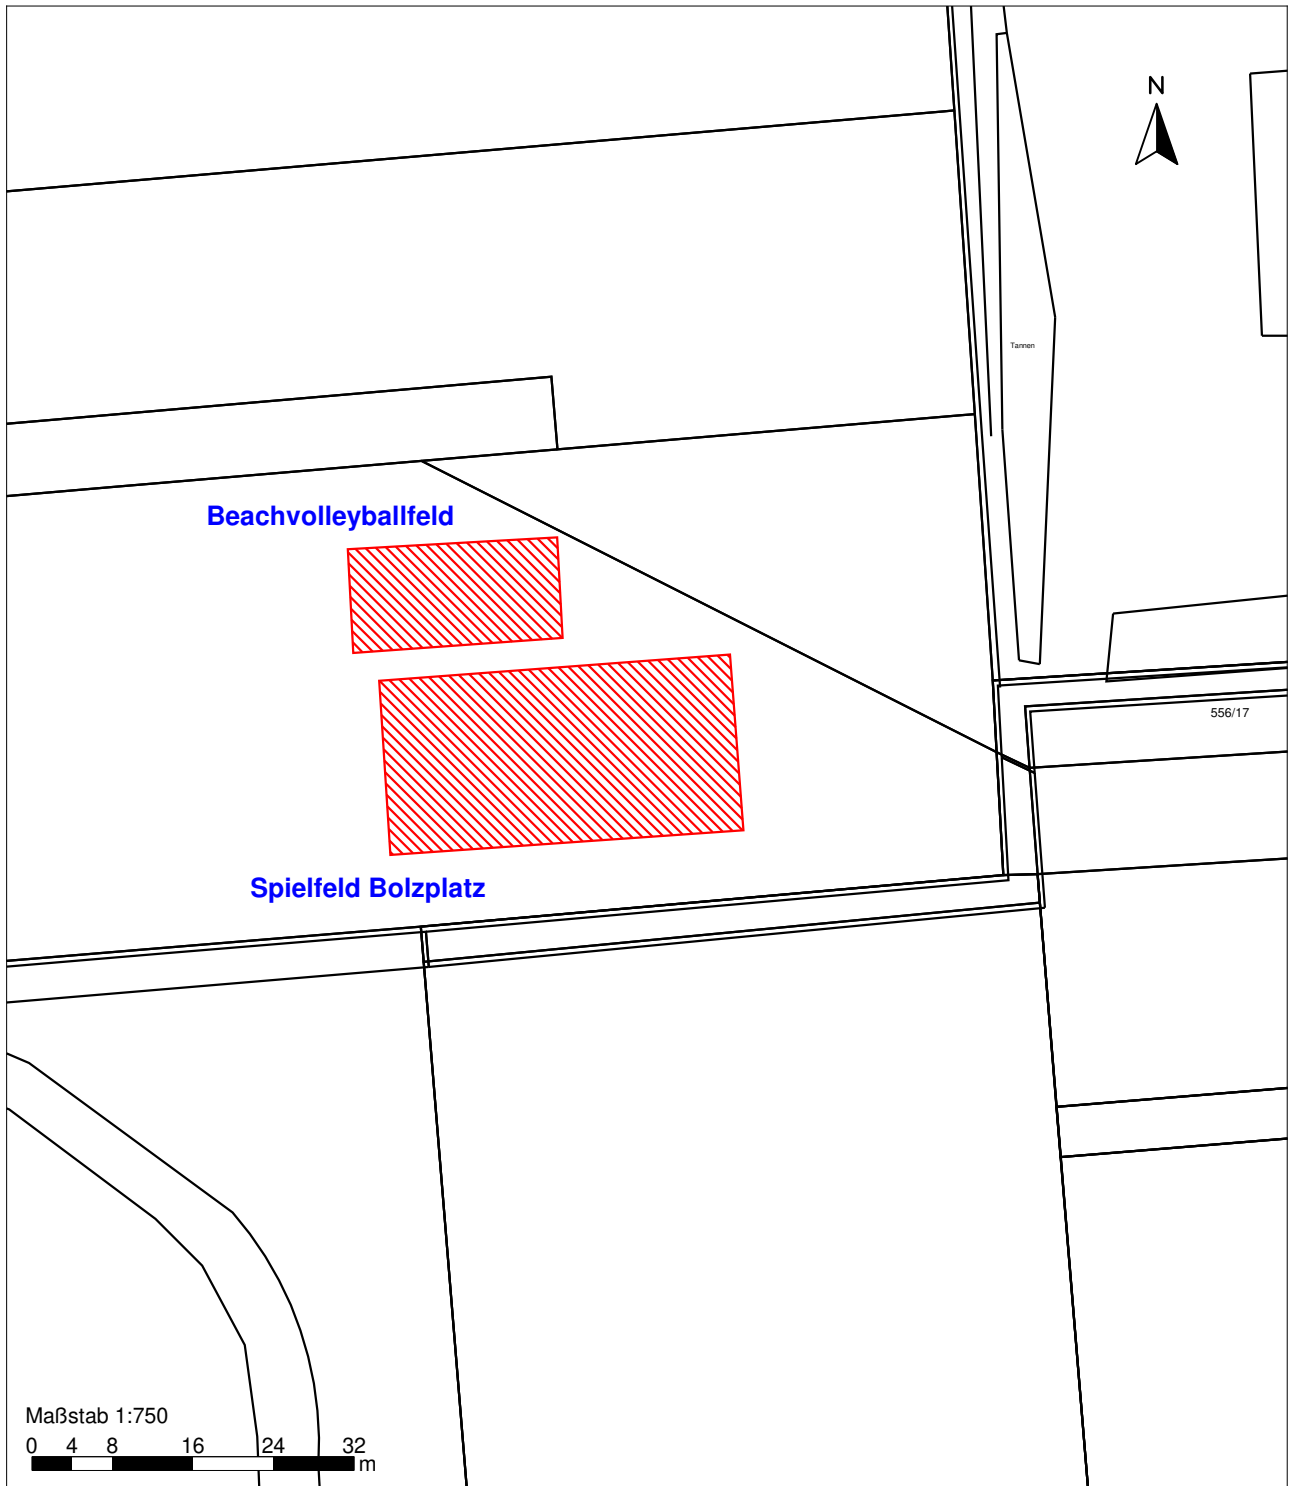 N
Tannen
Beachvolleyballfeld
556/17
Spielfeld Bolzplatz
Maßstab 1:750
0 4 8 16 24 32
m